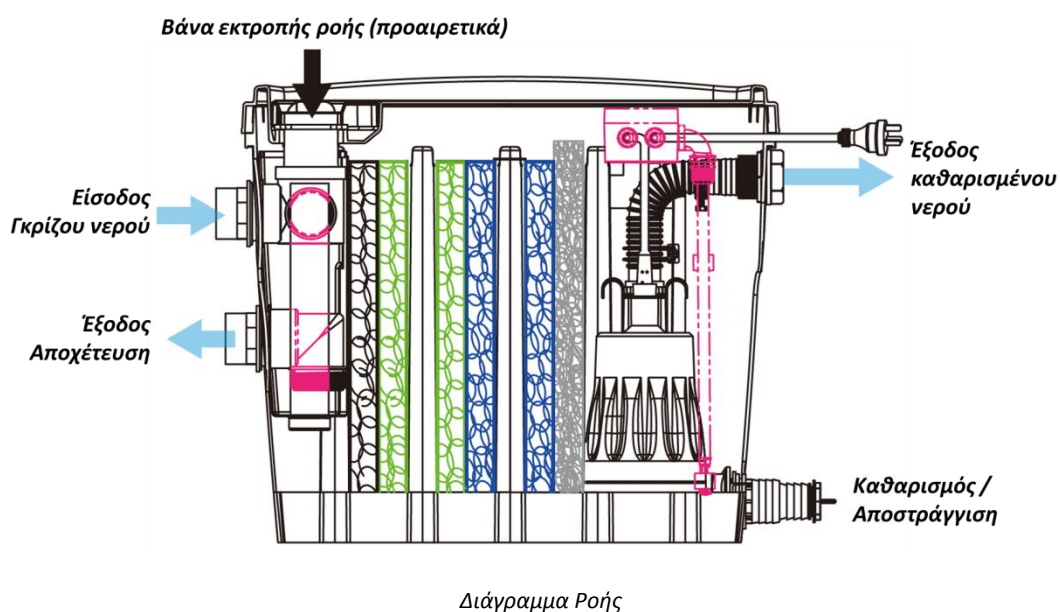 Βάνα εκτροπής ροής (προαιρετικά)
Είσοδος
Γκρίζου νερού
Έξοδος
καθαρισμένου
νερού
Έξοδος
Αποχέτευση
Καθαρισμός /
Αποστράγγιση
Διάγραμμα Ροής